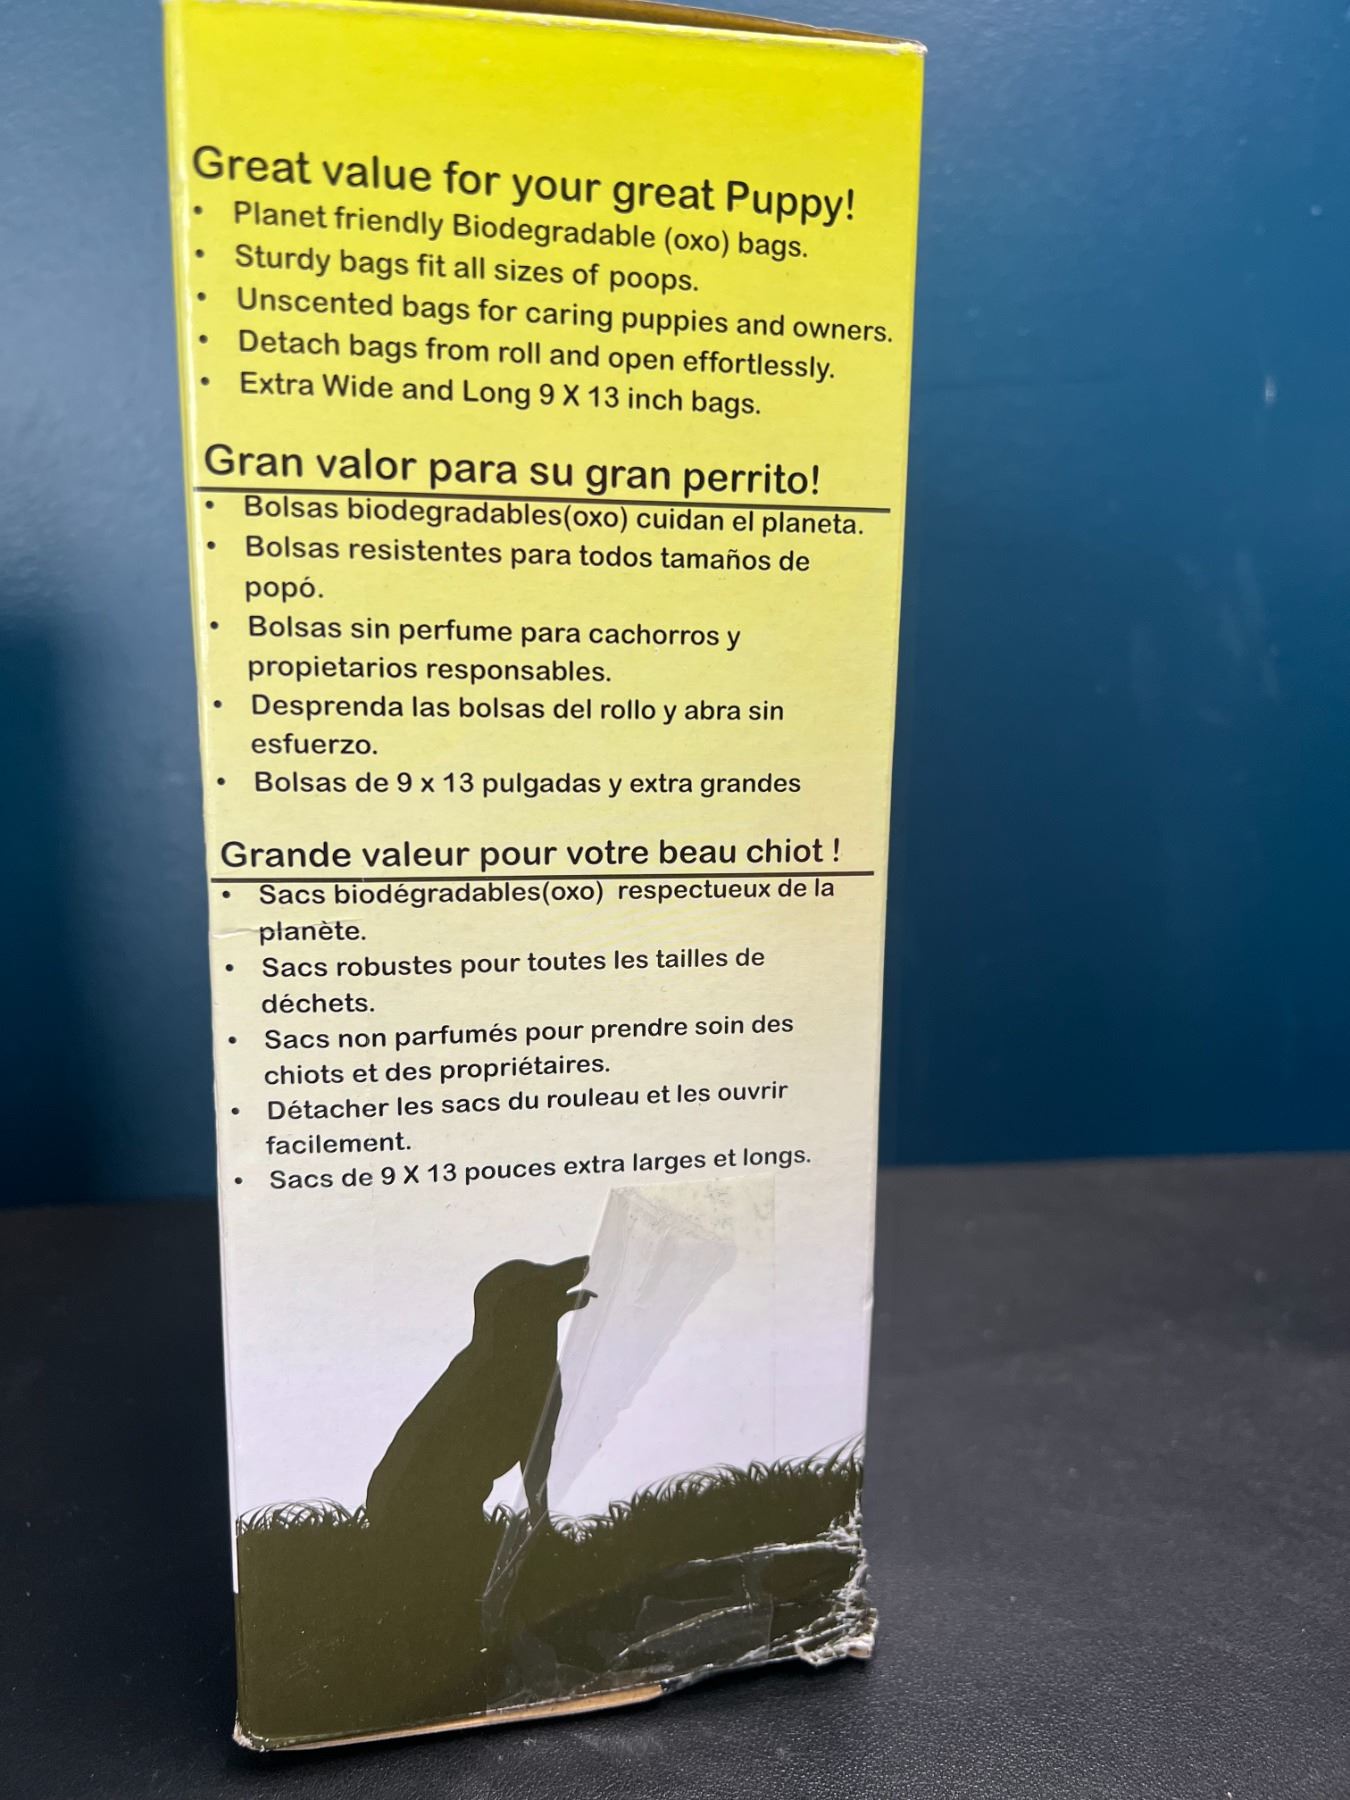 Great value for your great Puppy!
• Planet friendly Biodegradable (oxo) bags.
• Sturdy bags fit all sizes of poops.
• Unscented bags for caring puppies and owners.
• Detach bags from roll and open effortlessly.
• Extra Wide and Long 9 X 13 inch bags.
Gran valor para su gran perrito!
• Bolsas biodegradables(oxo) cuidan el planeta.
• Bolsas resistentes para todos tamaños de
popó.
• Bolsas sin perfume para cachorros y
propietarios responsables.
• Desprenda las bolsas del rollo y abra sin
esfuerzo.
• Bolsas de 9 x 13 pulgadas y extra grandes
Grande valeur pour votre beau chiot !
• Sacs biodégradables(oxo) respectueux de la
planète.
• Sacs robustes pour toutes les tailles de
déchets.
• Sacs non parfumés pour prendre soin des
chiots et des propriétaires.
• Détacher les sacs du rouleau et les ouvrir
facilement.
• Sacs de 9 X 13 pouces extra larges et longs.